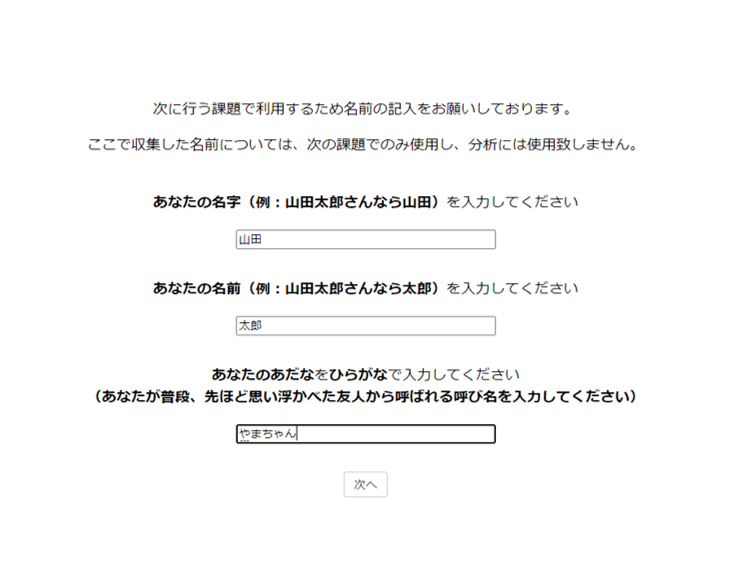 次に行う課題で利用するため名前の記入をお願いしております。
ここで収集した名前については、次の課題でのみ使用し、分析には使用致しません。
あなたの名字（例：山田太郎さんなら山田）を入力してください
山田
あなたの名前（例：山田太郎さんなら太郎）を入力してください
太郎
あなたのあだなをひらがなで入力してください
（あなたが普段、先ほど思い浮かべた友人から呼ばれる呼び名を入力してください）
やまちゃん
次へ